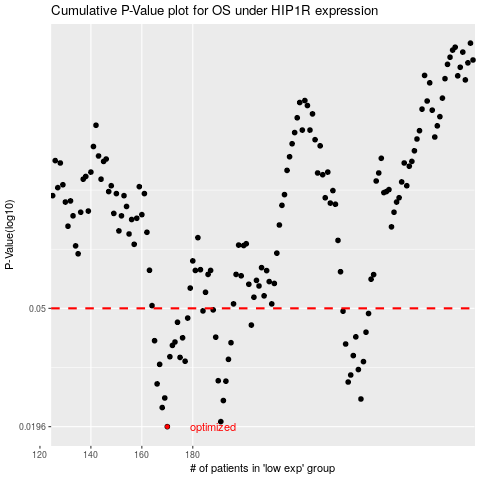 Cumulative P-Value plot for OS under HIP1R expression
P-Value(log10)
0.05
0.0196
optimized
120 140 160 180
# of patients in 'low exp' group